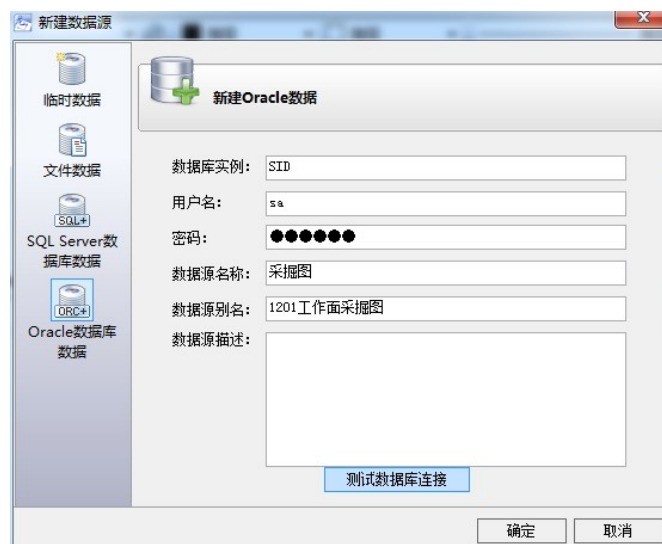 新建数据源
临时数据
文件数据
SQL+
SQL Server数
据库数据
ORC+
Oracle数据库
数据
新建Oracle数据
数据库实例: SID
用户名: sa
密码: ●●●●●●
数据源名称: 采掘图
数据源别名: 1201工作面采掘图
数据源描述:
测试数据库连接
确定 取消